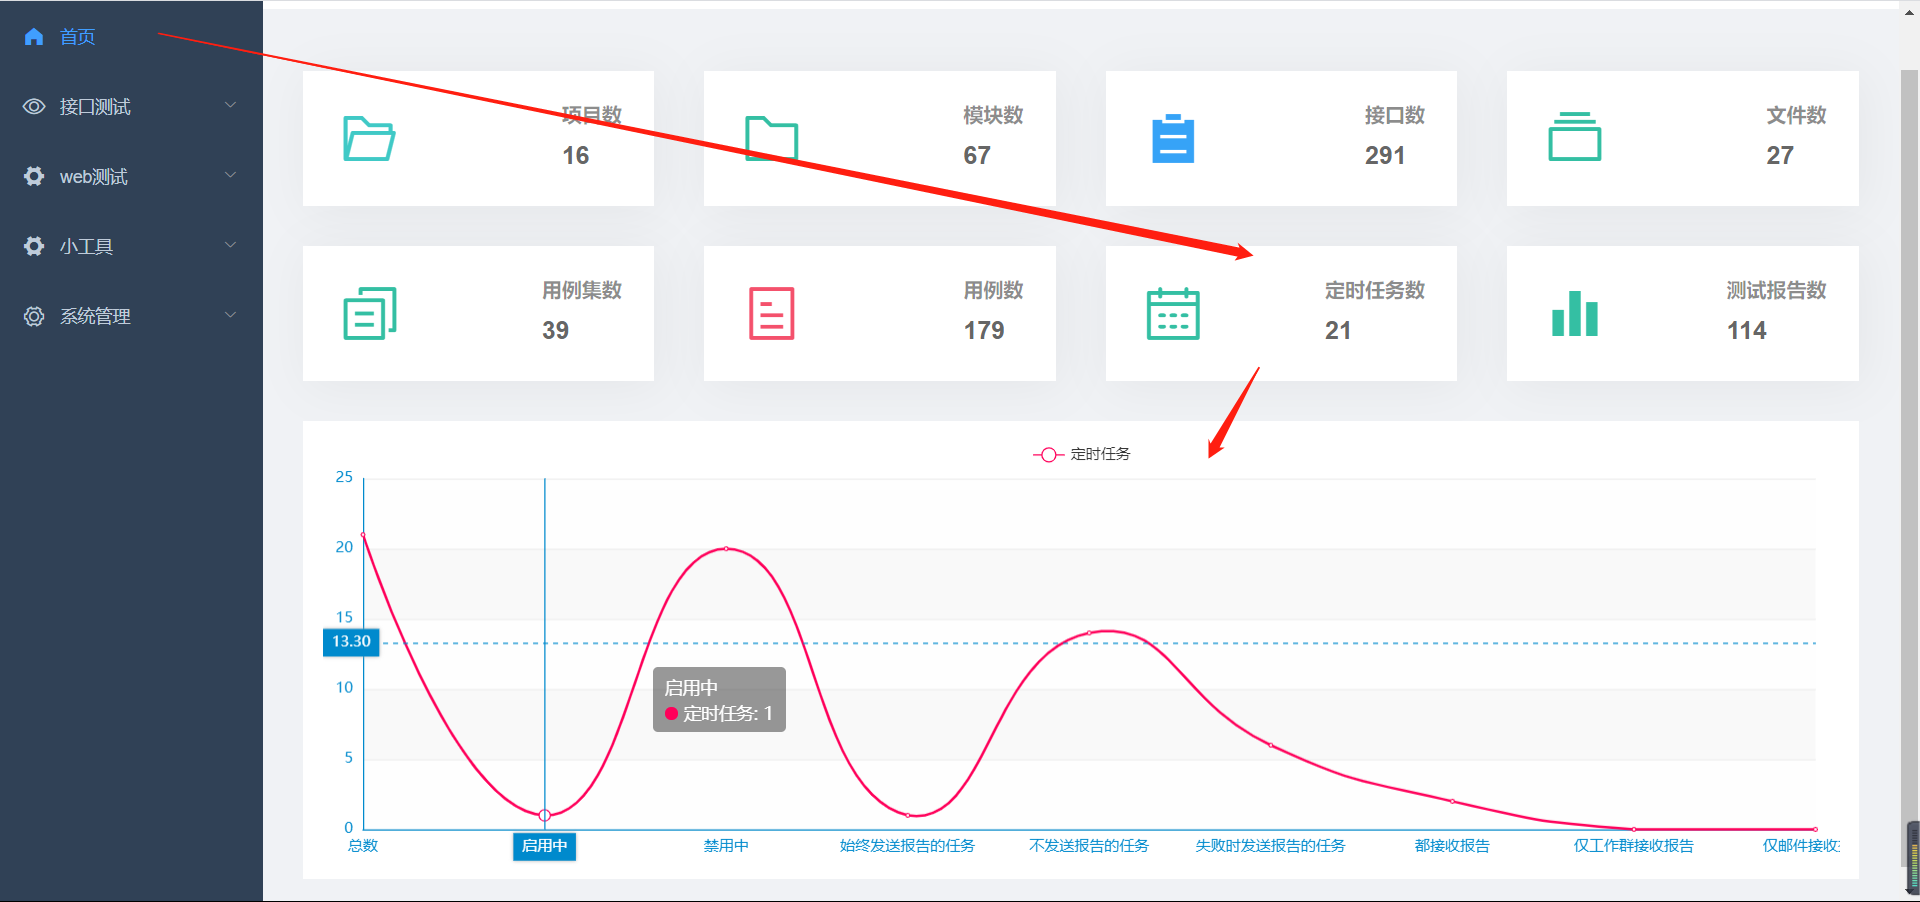 首页
接口测试
web测试
小工具
系统管理
项目数
16
模块数
67
接口数
291
文件数
27
用例集数
39
用例数
179
定时任务数
21
测试报告数
114
定时任务
25
20
15
13.30
10
5
0
启用中
定时任务: 1
总数
启用中
禁用中
始终发送报告的任务
不发送报告的任务
失败时发送报告的任务
都接收报告
仅工作群接收报告
仅邮件接收